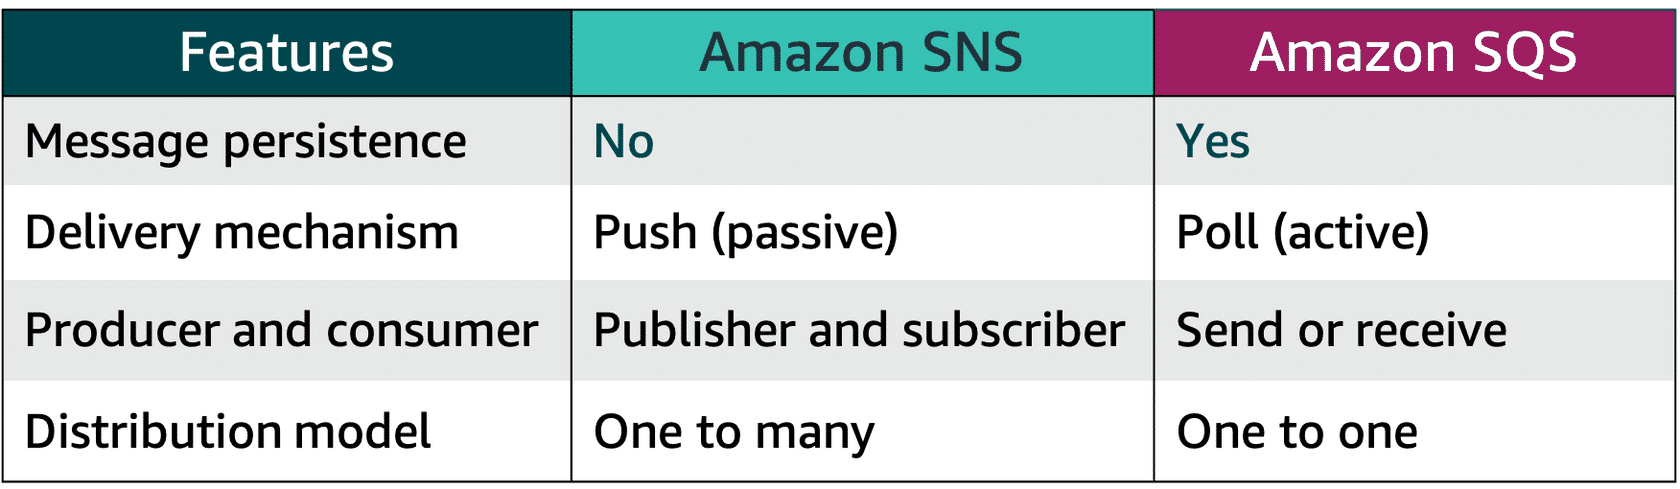 Features Amazon SNS Amazon SQS
Message persistence No Yes
Delivery mechanism Push (passive) Poll (active)
Producer and consumer Publisher and subscriber Send or receive
Distribution model One to many One to one